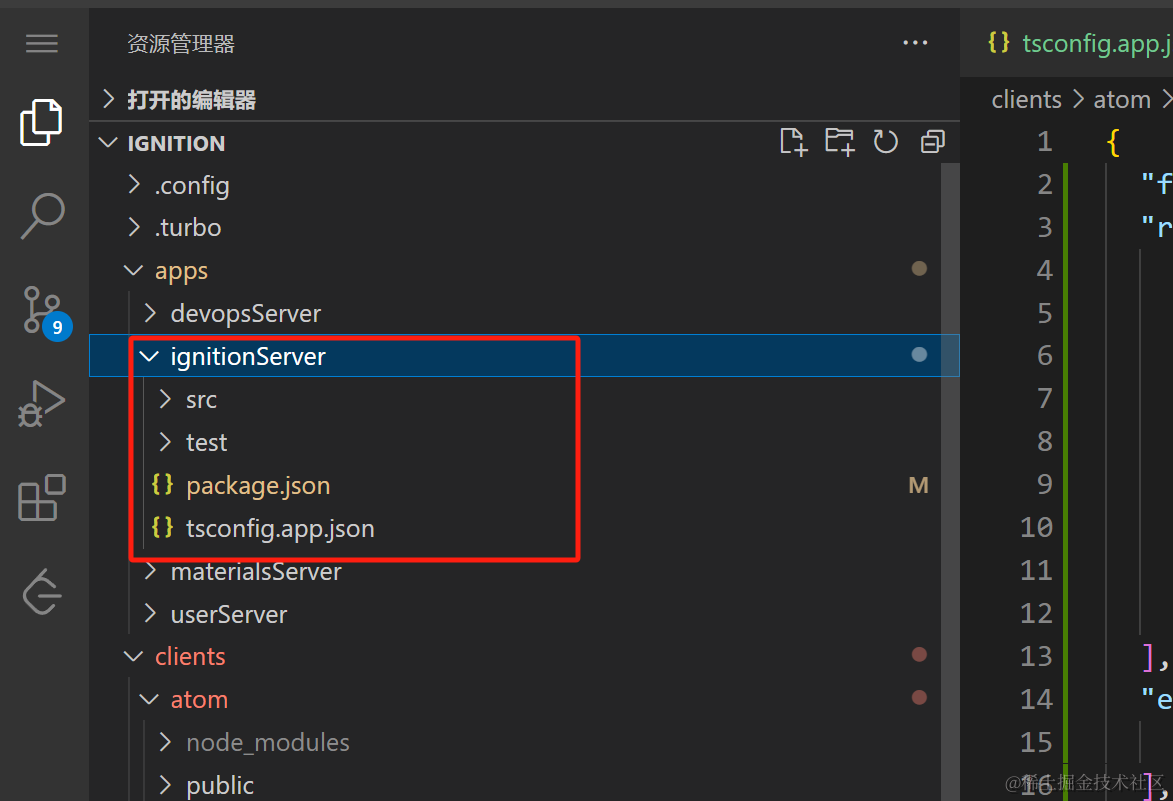 资源管理器
打开的编辑器
IGNITION
.config
.turbo
apps
devopsServer
ignitionServer
src
test
{} package.json M
{} tsconfig.app.json
materialsServer
userServer
clients
atom
node_modules
public
9
{} tsconfig.app.j
clients > atom >
1 {
2 "f
3 "r
4
5
6
7
8
9
10
11
12
13 ],
14 "e
15
16 ],
@稀土掘金技术社区